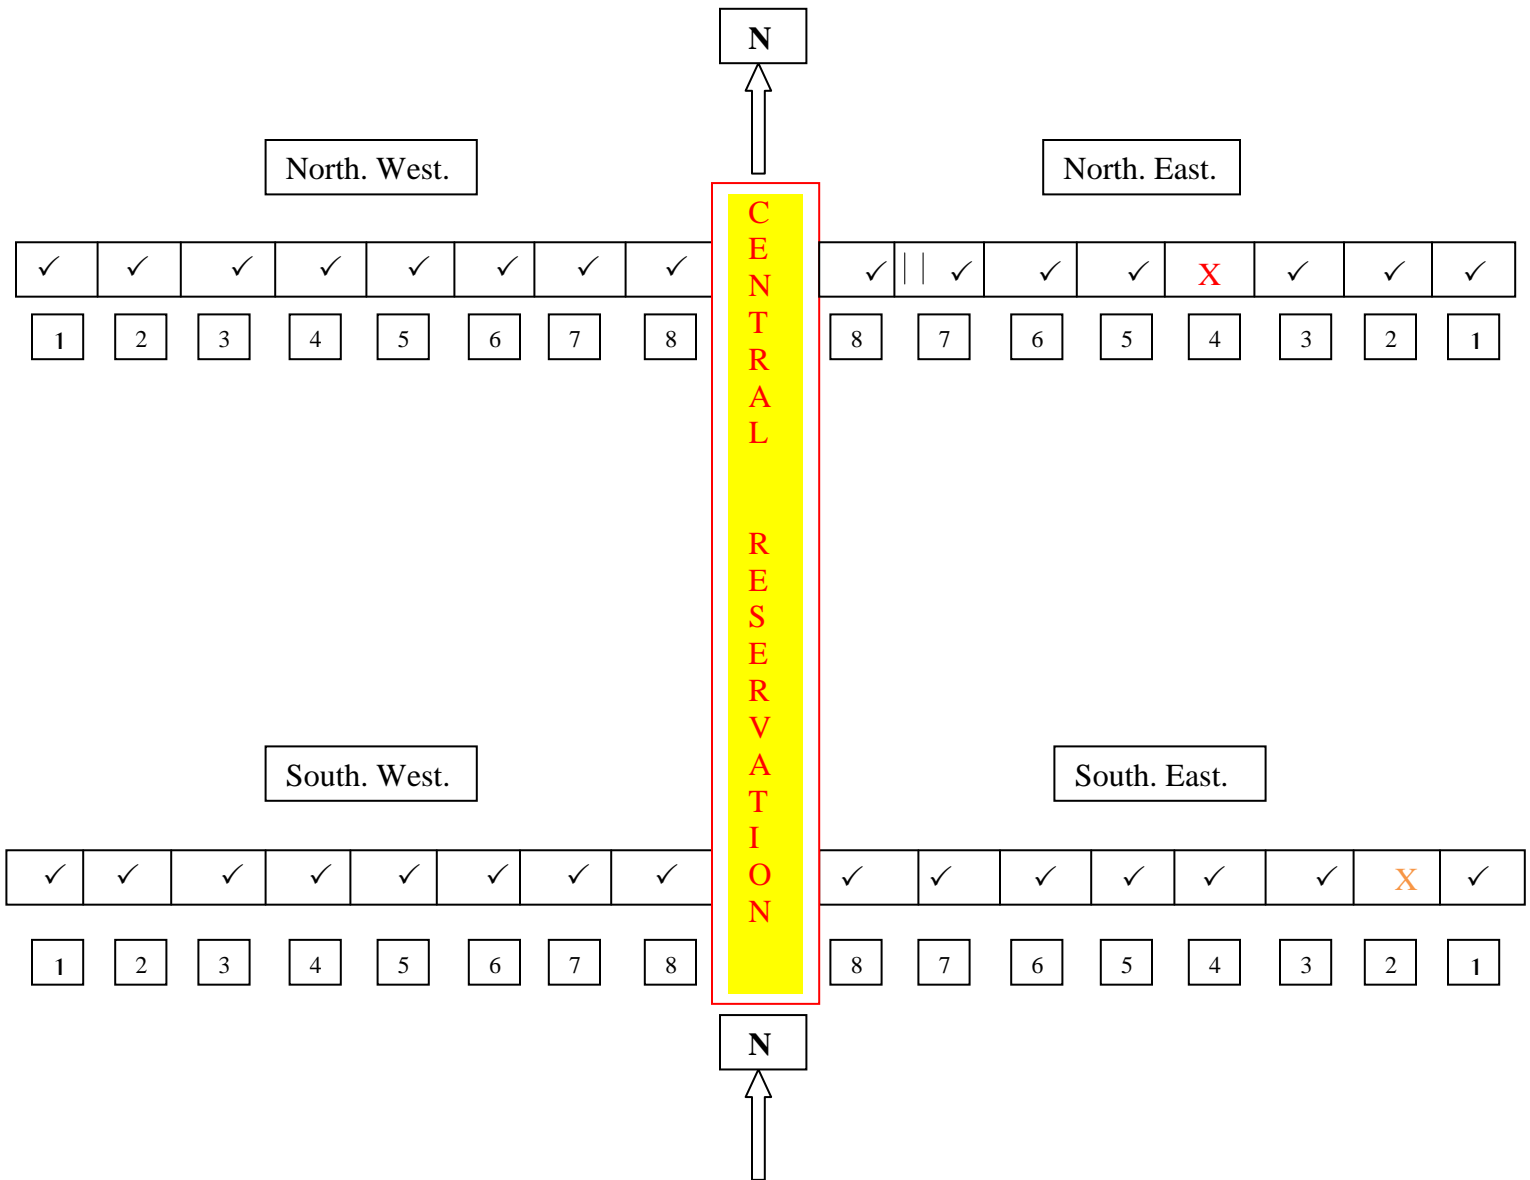 N
North. West.
North. East.
✓ ✓ ✓ ✓ ✓ ✓ ✓ ✓
✓ | | ✓ ✓ ✓ X ✓ ✓ ✓
1 2 3 4 5 6 7 8
8 7 6 5 4 3 2 1
CENTRAL RESERVATION
South. West.
South. East.
✓ ✓ ✓ ✓ ✓ ✓ ✓ ✓
✓ ✓ ✓ ✓ ✓ ✓ X ✓
1 2 3 4 5 6 7 8
8 7 6 5 4 3 2 1
N